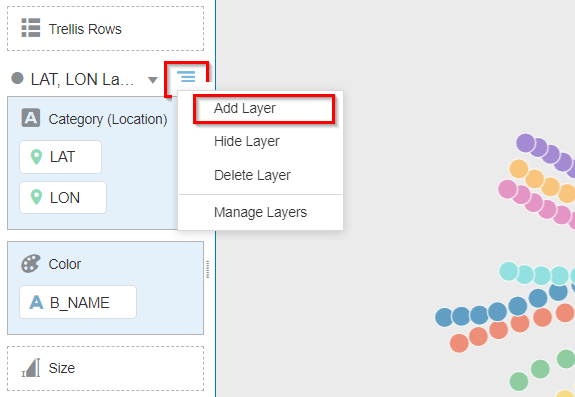 Trellis Rows
LAT, LON La...
Add Layer
Category (Location)
Hide Layer
LAT
Delete Layer
LON
Manage Layers
Color
A B_NAME
Size